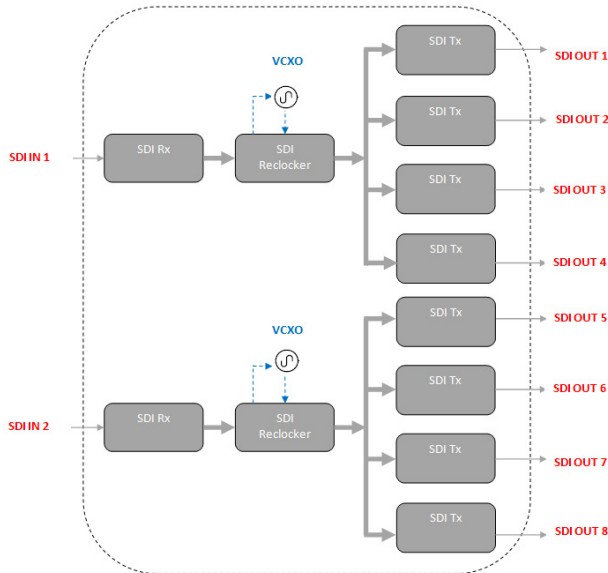 SDI Tx
SDI OUT 1
VCXO
SDI Tx
SDI OUT 2
SDI IN 1
SDI Rx
SDI
Reclocker
SDI Tx
SDI OUT 3
SDI Tx
SDI OUT 4
SDI Tx
SDI OUT 5
VCXO
SDI Tx
SDI OUT 6
SDI IN 2
SDI Rx
SDI
Reclocker
SDI Tx
SDI OUT 7
SDI Tx
SDI OUT 8